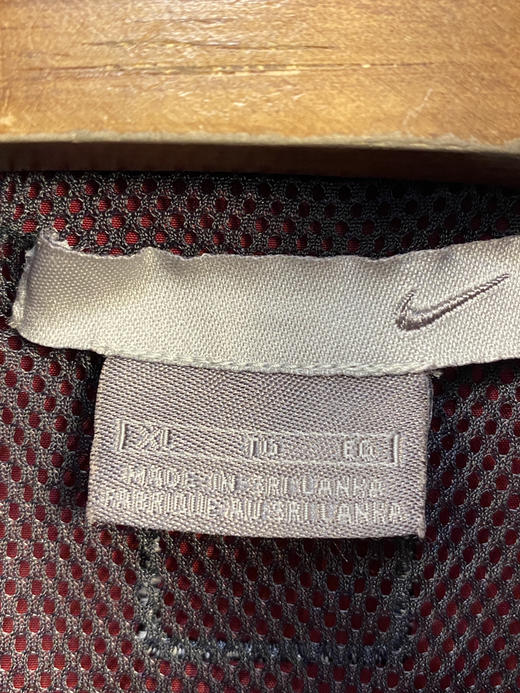 XL TG EG
MADE IN SRI LANKA
FABRIQUE AU SRI LANKA